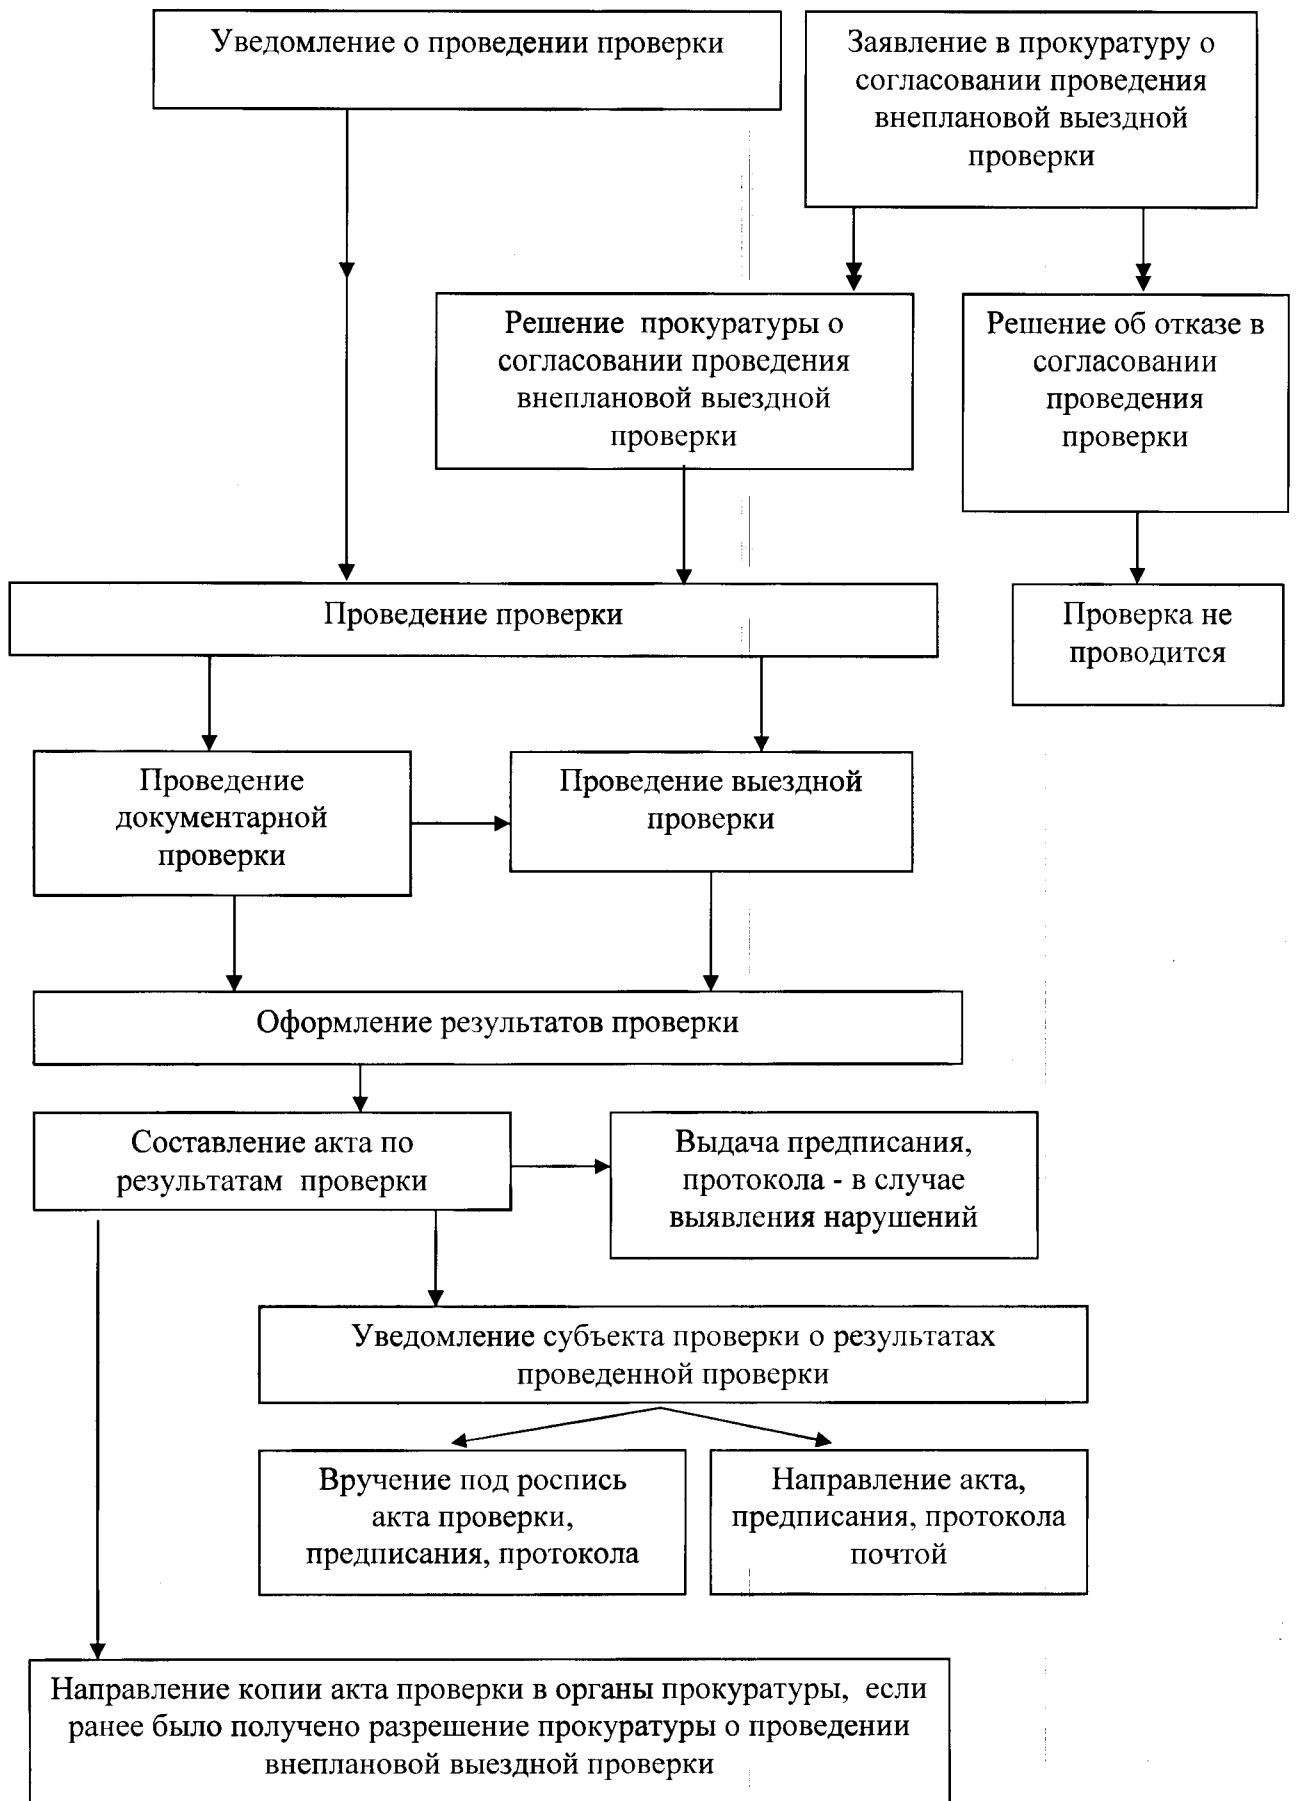 Уведомление о проведении проверки
Заявление в прокуратуру о
согласовании проведения
внеплановой выездной
проверки
Решение прокуратуры о
согласовании проведения
внеплановой выездной
проверки
Решение об отказе в
согласовании
проведения
проверки
Проведение проверки
Проверка не
проводится
Проведение
документарной
проверки
Проведение выездной
проверки
Оформление результатов проверки
Составление акта по
результатам проверки
Выдача предписания,
протокола - в случае
выявления нарушений
Уведомление субъекта проверки о результатах
проведенной проверки
Вручение под роспись
акта проверки,
предписания, протокола
Направление акта,
предписания, протокола
почтой
Направление копии акта проверки в органы прокуратуры, если
ранее было получено разрешение прокуратуры о проведении
внеплановой выездной проверки